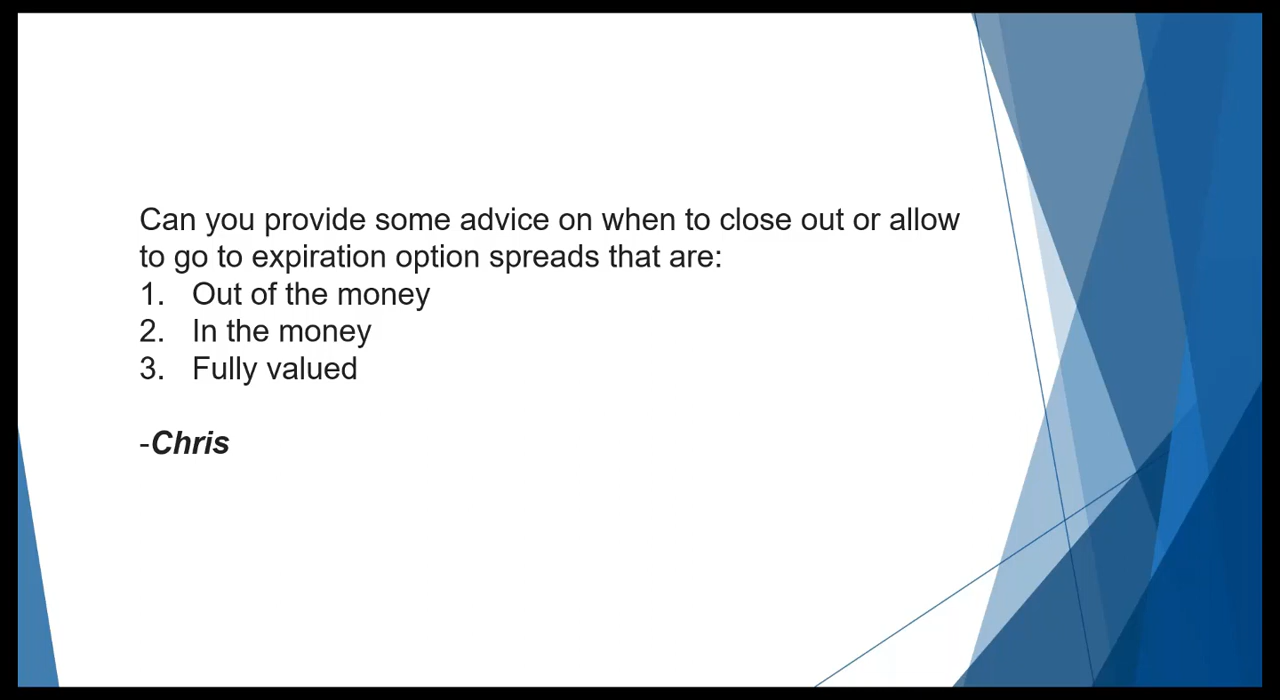 Can you provide some advice on when to close out or allow
to go to expiration option spreads that are:
1. Out of the money
2. In the money
3. Fully valued
-Chris